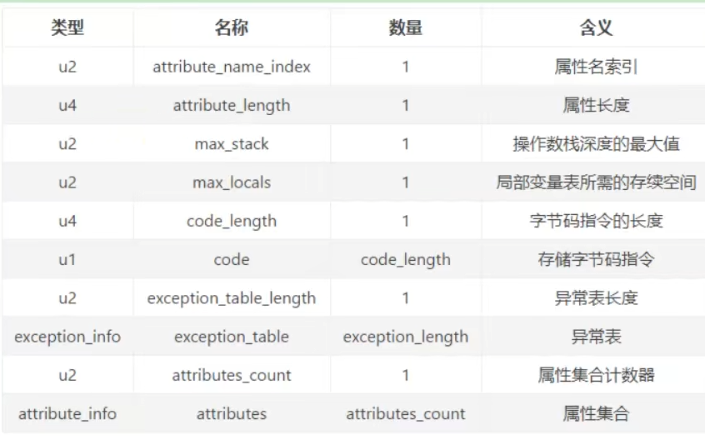 类型 名称 数量 含义
u2 attribute_name_index 1 属性名索引
u4 attribute_length 1 属性长度
u2 max_stack 1 操作数栈深度的最大值
u2 max_locals 1 局部变量表所需的存续空间
u4 code_length 1 字节码指令的长度
u1 code code_length 存储字节码指令
u2 exception_table_length 1 异常表长度
exception_info exception_table exception_length 异常表
u2 attributes_count 1 属性集合计数器
attribute_info attributes attributes_count 属性集合